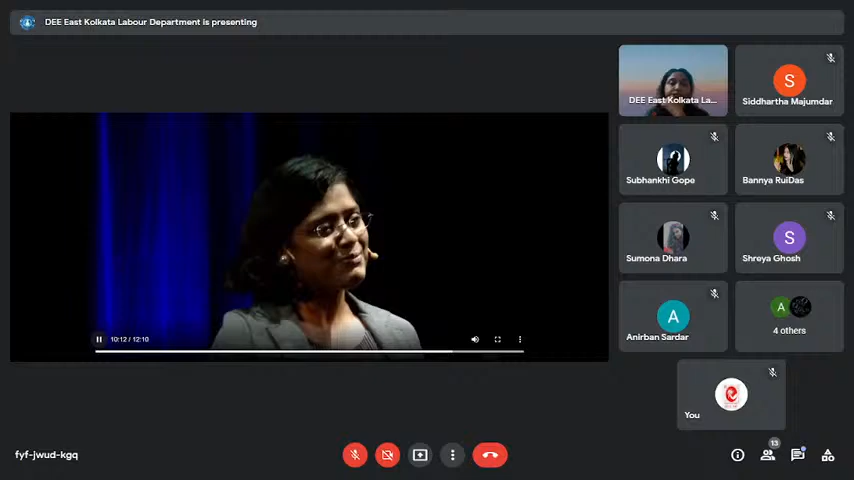 DEE East Kolkata Labour Department is presenting
DEE East Kolkata La...
S
Siddhartha Majumdar
Subhankhi Gope
Bannya RuiDas
Sumona Dhara
S
Shreya Ghosh
A
Anirban Sardar
A
4 others
You
10:12 / 12:10
fyf-jwud-kgq
13